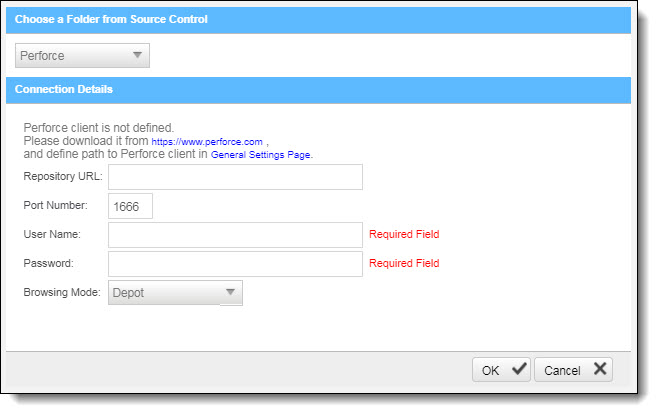 Choose a Folder from Source Control
Perforce
Connection Details
Perforce client is not defined.
Please download it from https://www.perforce.com ,
and define path to Perforce client in General Settings Page.
Repository URL:
Port Number: 1666
User Name: Required Field
Password: Required Field
Browsing Mode: Depot
OK Cancel